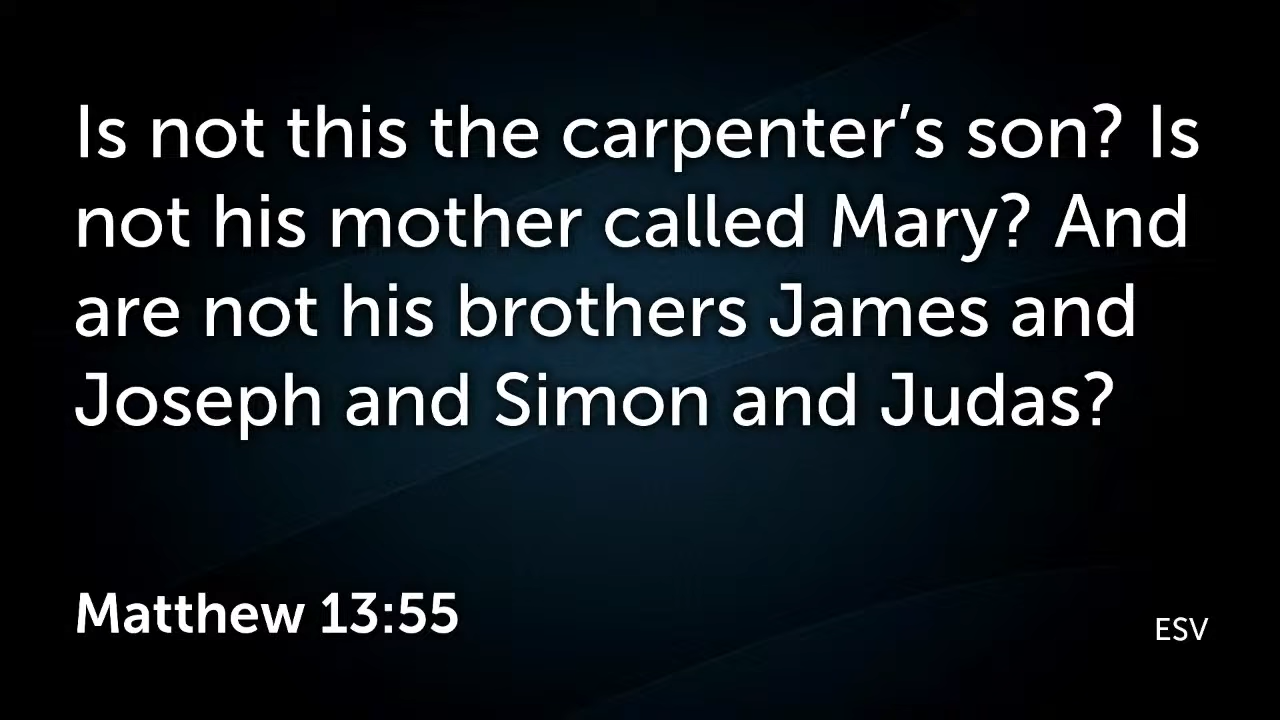 Is not this the carpenter’s son? Is
not his mother called Mary? And
are not his brothers James and
Joseph and Simon and Judas?
Matthew 13:55
ESV